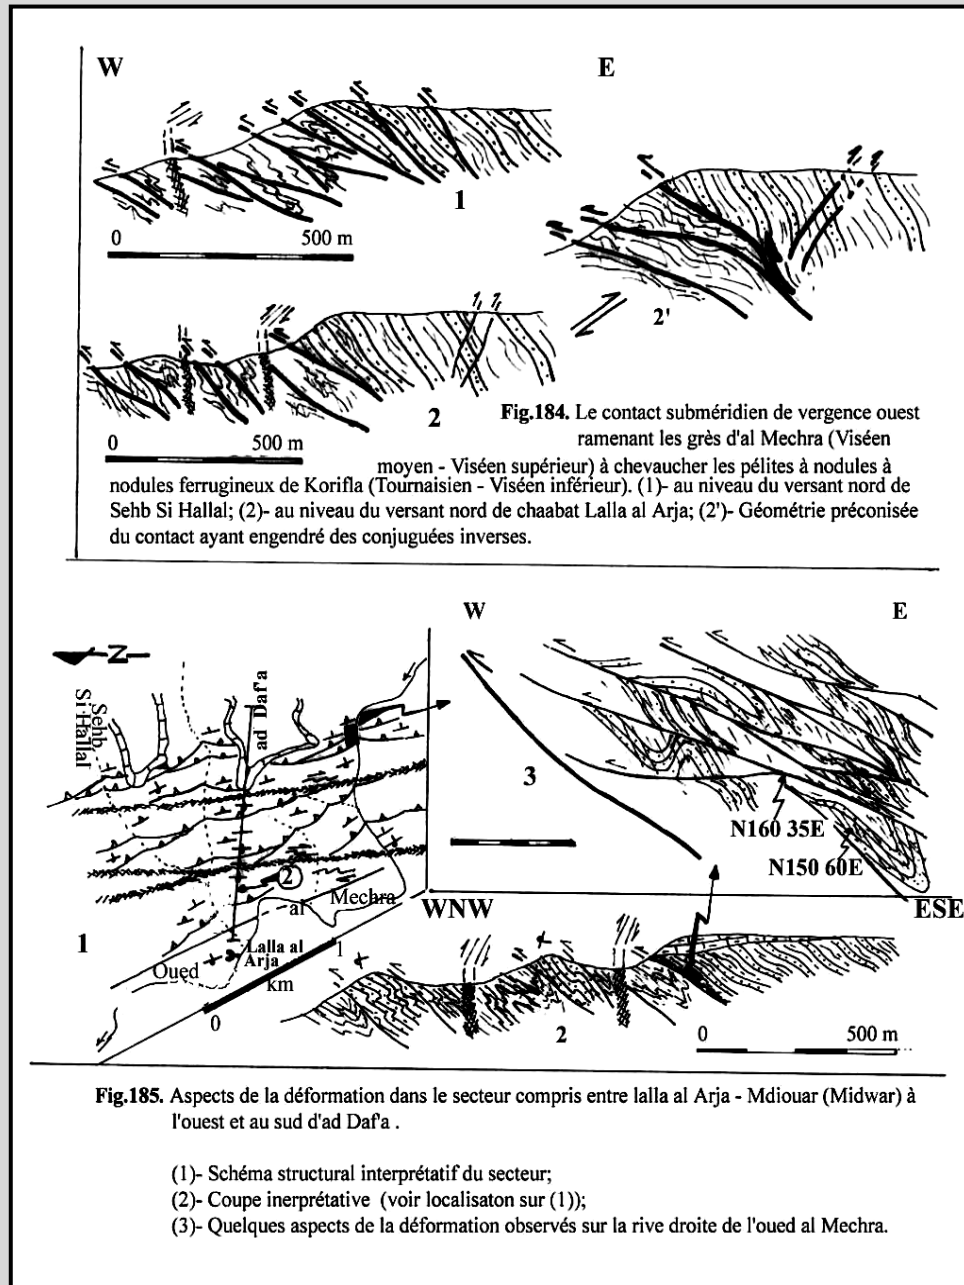 W
E
1
0
500 m
2'
2
0
500 m
Fig.184. Le contact subméridien de vergence ouest
ramenant les grès d'al Mechra (Viséen
moyen - Viséen supérieur) à chevaucher les pélites à nodules à
nodules ferrugineux de Korifla (Tournaisien - Viséen inférieur). (1)- au niveau du versant nord de
Sehb Si Hallal; (2)- au niveau du versant nord de chaabat Lalla al Arja; (2')- Géométrie préconisée
du contact ayant engendré des conjuguées inverses.
W
E
N
Sehb
Si Hallal
ad Daf'a
3
N160 35E
N150 60E
2
Mechra
al
1
Lalla al
Arja
Oued
1
km
0
WNW
ESE
2
0
500 m
Fig.185. Aspects de la déformation dans le secteur compris entre lalla al Arja - Mdiouar (Midwar) à
l'ouest et au sud d'ad Daf'a .
(1)- Schéma structural interprétatif du secteur;
(2)- Coupe inerprétative (voir localisaton sur (1));
(3)- Quelques aspects de la déformation observés sur la rive droite de l'oued al Mechra.